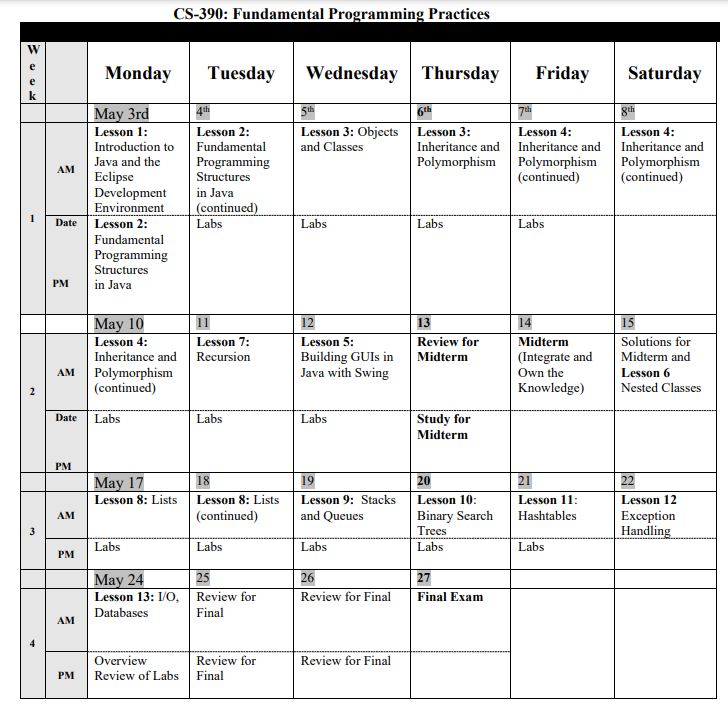 CS-390: Fundamental Programming Practices
W
e
e
k
Monday Tuesday Wednesday Thursday Friday Saturday
May 3rd 4th 5th 6th 7th 8th
1
AM
Lesson 1:
Introduction to
Java and the
Eclipse
Development
Environment
Lesson 2:
Fundamental
Programming
Structures
in Java
(continued)
Lesson 3: Objects
and Classes
Lesson 3:
Inheritance and
Polymorphism
Lesson 4:
Inheritance and
Polymorphism
(continued)
Lesson 4:
Inheritance and
Polymorphism
(continued)
Date
PM
Lesson 2:
Fundamental
Programming
Structures
in Java
Labs
Labs
Labs
Labs
May 10 11 12 13 14 15
2
AM
Lesson 4:
Inheritance and
Polymorphism
(continued)
Lesson 7:
Recursion
Lesson 5:
Building GUIs in
Java with Swing
Review for
Midterm
Midterm
(Integrate and
Own the
Knowledge)
Solutions for
Midterm and
Lesson 6
Nested Classes
Date
PM
Labs
Labs
Labs
Study for
Midterm
May 17 18 19 20 21 22
3
AM
Lesson 8: Lists
Lesson 8: Lists
(continued)
Lesson 9: Stacks
and Queues
Lesson 10:
Binary Search
Trees
Lesson 11:
Hashtables
Lesson 12
Exception
Handling
PM
Labs
Labs
Labs
Labs
Labs
May 24 25 26 27
4
AM
Lesson 13: I/O,
Databases
Review for
Final
Review for Final
Final Exam
PM
Overview
Review of Labs
Review for
Final
Review for Final